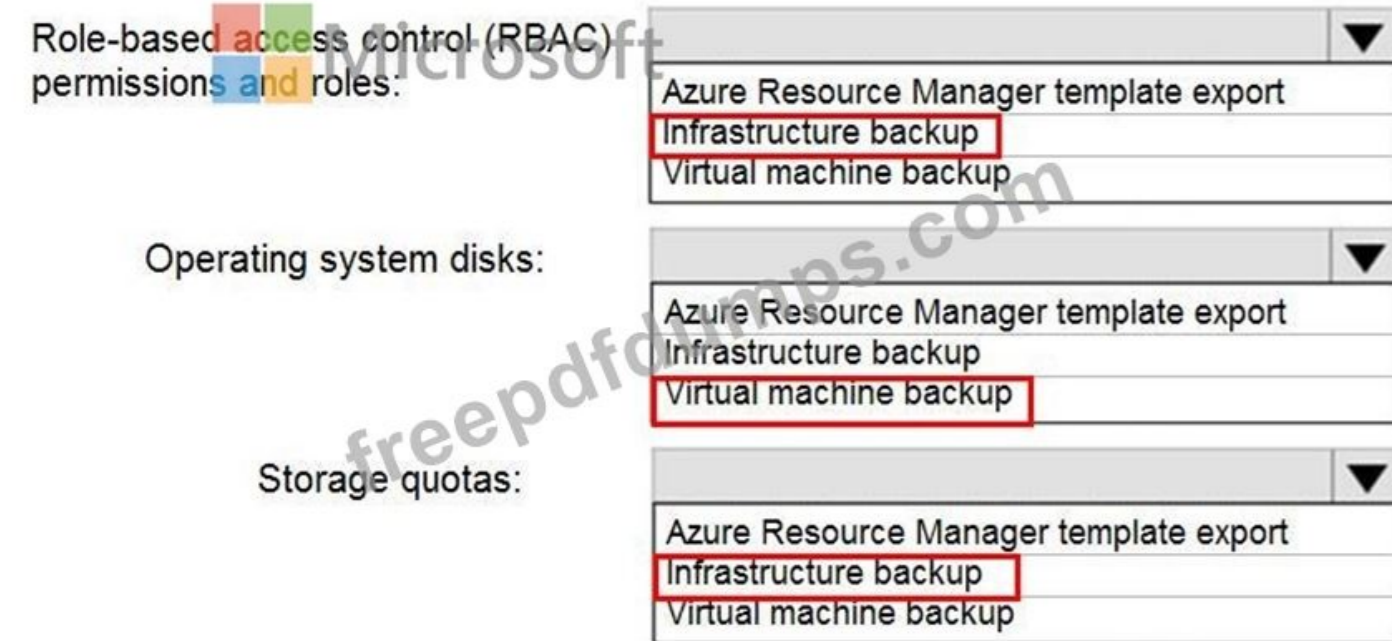 Role-based access control (RBAC)
permissions and roles:
Microsoft
Azure Resource Manager template export
Infrastructure backup
Virtual machine backup
Operating system disks:
Azure Resource Manager template export
Infrastructure backup
Virtual machine backup
freepdfdumps.com
Storage quotas:
Azure Resource Manager template export
Infrastructure backup
Virtual machine backup